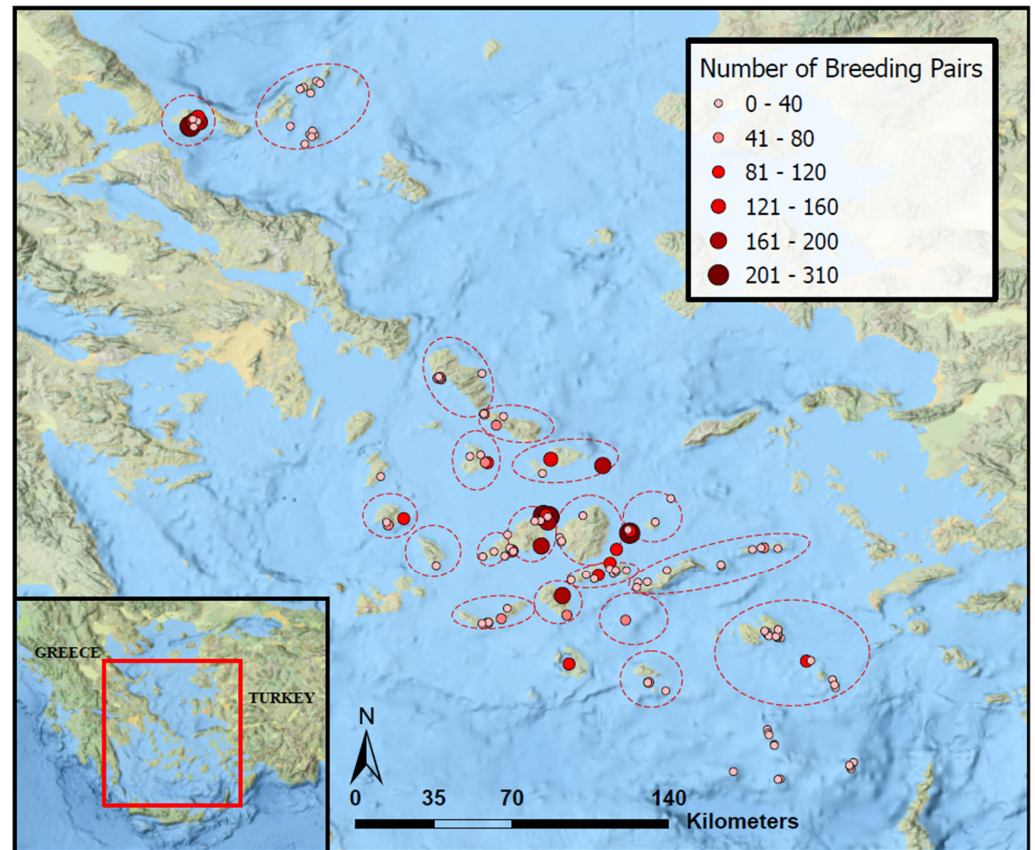 Number of Breeding Pairs
0 - 40
41 - 80
81 - 120
121 - 160
161 - 200
201 - 310
GREECE
TURKEY
N
0 35 70 140
Kilometers